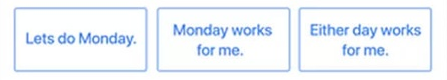 Lets do Monday.
Monday works
for me.
Either day works
for me.